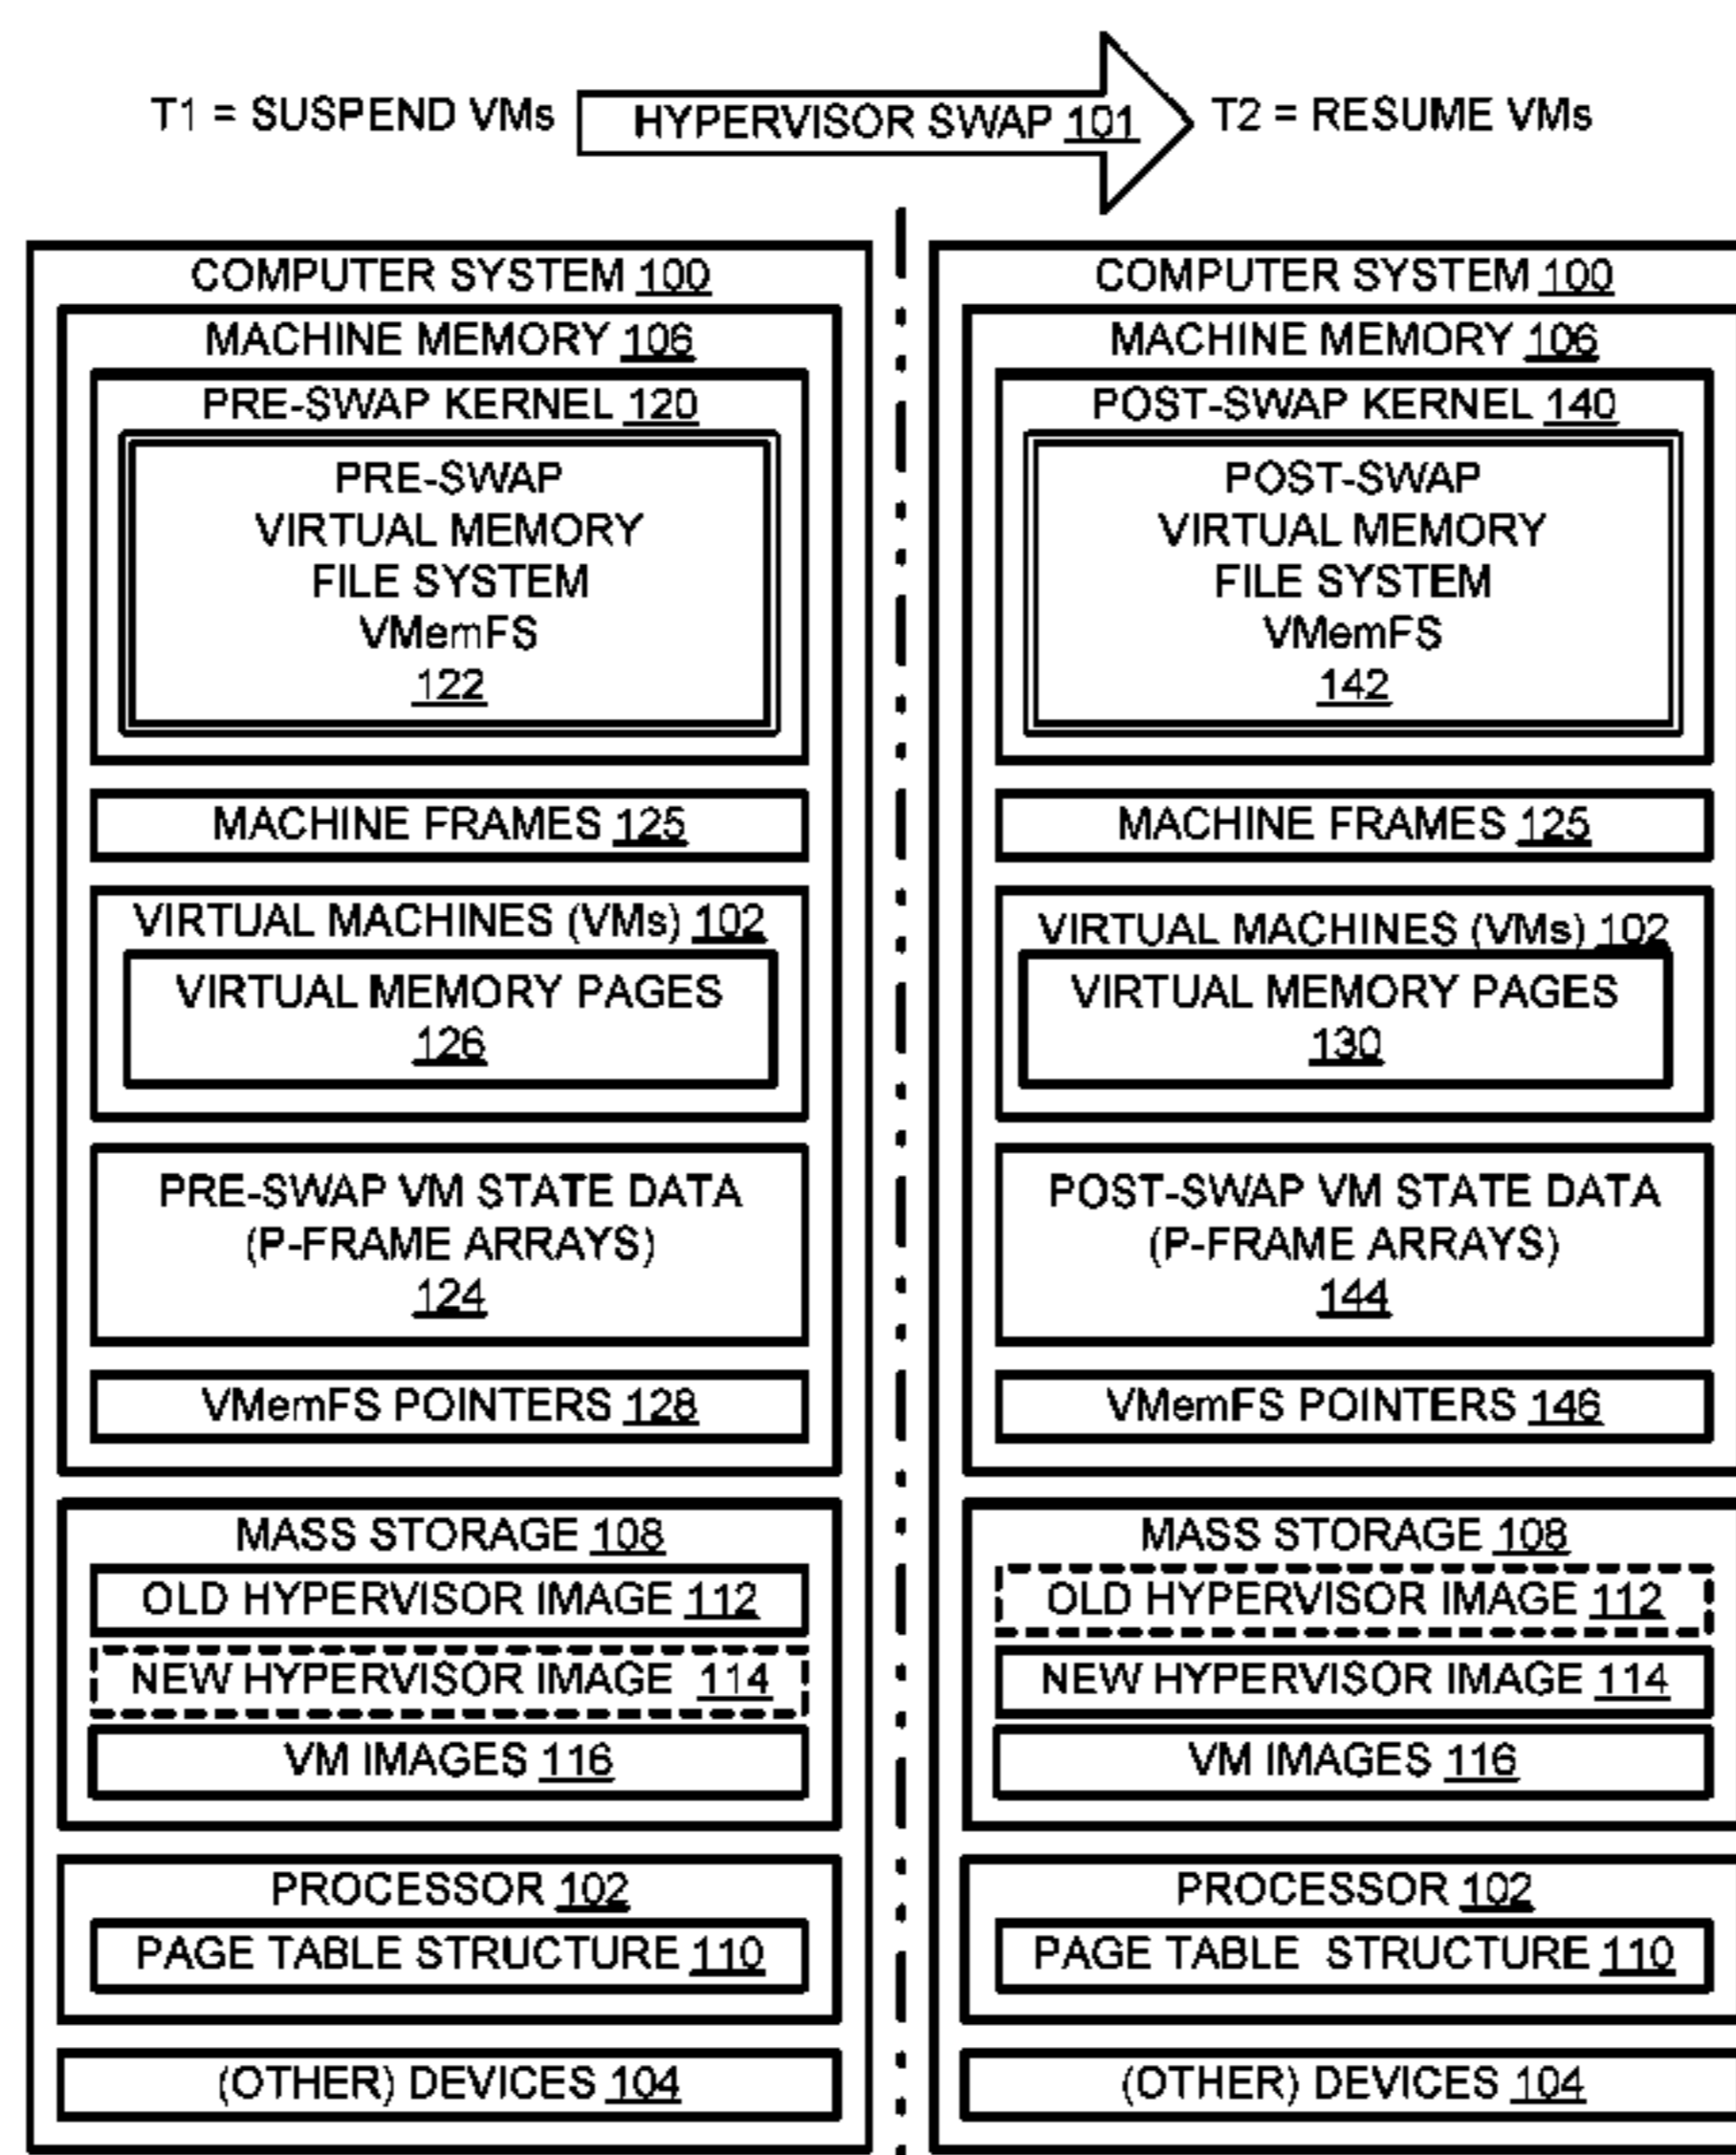 T1 = SUSPEND VMs
HYPERVISOR SWAP 101
T2 = RESUME VMs
COMPUTER SYSTEM 100
MACHINE MEMORY 106
PRE-SWAP KERNEL 120
PRE-SWAP
VIRTUAL MEMORY
FILE SYSTEM
VMemFS
122
MACHINE FRAMES 125
VIRTUAL MACHINES (VMs) 102
VIRTUAL MEMORY PAGES
126
PRE-SWAP VM STATE DATA
(P-FRAME ARRAYS)
124
VMemFS POINTERS 128
MASS STORAGE 108
OLD HYPERVISOR IMAGE 112
NEW HYPERVISOR IMAGE 114
VM IMAGES 116
PROCESSOR 102
PAGE TABLE STRUCTURE 110
(OTHER) DEVICES 104
COMPUTER SYSTEM 100
MACHINE MEMORY 106
POST-SWAP KERNEL 140
POST-SWAP
VIRTUAL MEMORY
FILE SYSTEM
VMemFS
142
MACHINE FRAMES 125
VIRTUAL MACHINES (VMs) 102
VIRTUAL MEMORY PAGES
130
POST-SWAP VM STATE DATA
(P-FRAME ARRAYS)
144
VMemFS POINTERS 146
MASS STORAGE 108
OLD HYPERVISOR IMAGE 112
NEW HYPERVISOR IMAGE 114
VM IMAGES 116
PROCESSOR 102
PAGE TABLE STRUCTURE 110
(OTHER) DEVICES 104